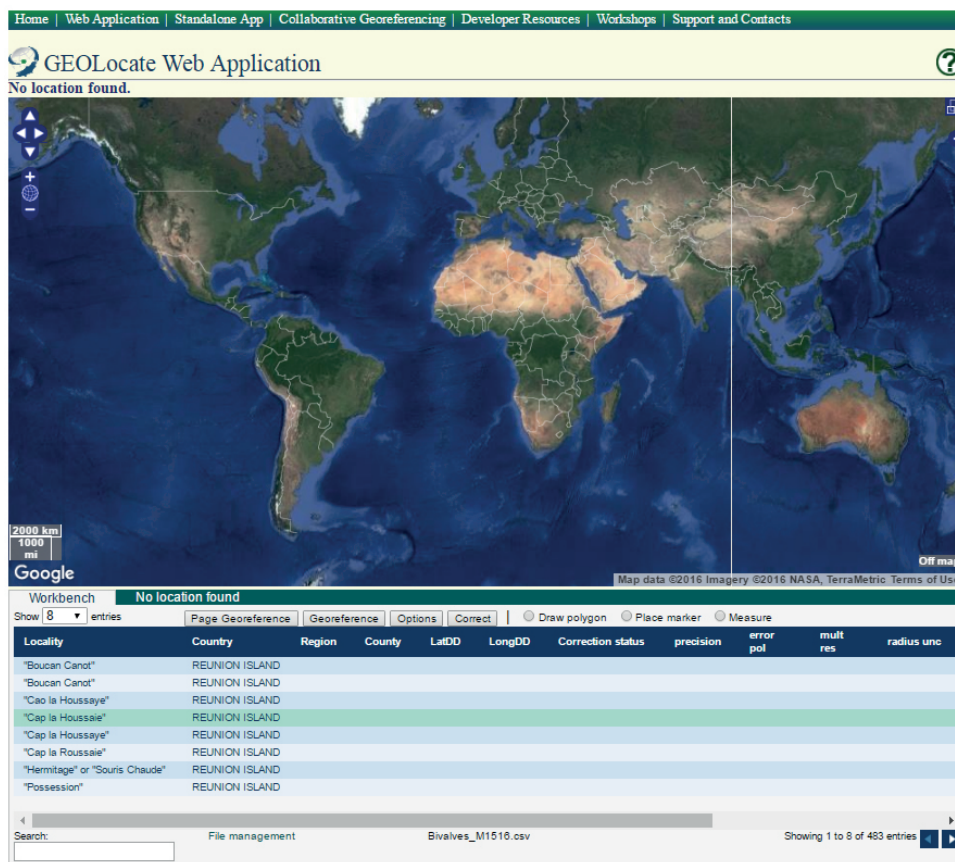 Home | Web Application | Standalone App | Collaborative Georeferencing | Developer Resources | Workshops | Support and Contacts
GEOLocate Web Application
?
No location found.
2000 km
1000
mi
Google
Off map
Map data ©2016 Imagery ©2016 NASA, TerraMetric Terms of Use
Workbench No location found
Show 8 entries Page Georeference Georeference Options Correct | Draw polygon Place marker Measure
Locality Country Region County LatDD LongDD Correction status precision error pol mult res radius unc
"Boucan Canot" REUNION ISLAND
"Boucan Canot" REUNION ISLAND
"Cao la Houssaye" REUNION ISLAND
"Cap la Houssaie" REUNION ISLAND
"Cap la Houssaye" REUNION ISLAND
"Cap la Roussaie" REUNION ISLAND
"Hermitage" or "Souris Chaude" REUNION ISLAND
"Possession" REUNION ISLAND
Search: File management Bivalves_M1516.csv Showing 1 to 8 of 483 entries